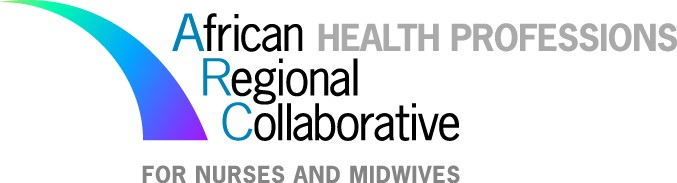 African HEALTH PROFESSIONS
Regional
Collaborative
FOR NURSES AND MIDWIVES